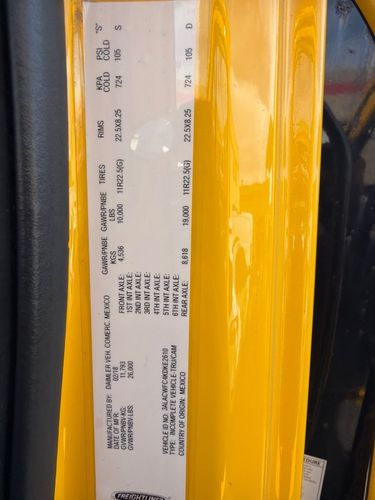 MANUFACTURED BY: DAIMLER VEH. COMERC. MEXICO
DATE OF MFR: 02/18
GVWR/PNBV-KG: 11,793
GVWR/PNBV-LBS: 26,000
GAWR/PNBE KGS GAWR/PNBE LBS TIRES RIMS KPA COLD PSI COLD "S"
FRONT AXLE: 4,536 10,000 11R22.5(G) 22.5X8.25 724 105 S
1ST INT AXLE:
2ND INT AXLE:
3RD INT AXLE:
4TH INT AXLE:
5TH INT AXLE:
6TH INT AXLE:
REAR AXLE: 8,618 19,000 11R22.5(G) 22.5X8.25 724 105 D
VEHICLE ID NO: 3ALACWFC4KDKE2610
TYPE: INCOMPLETE VEHICLE-TRU/CAM
COUNTRY OF ORIGIN: MEXICO
FREIGHTLINER